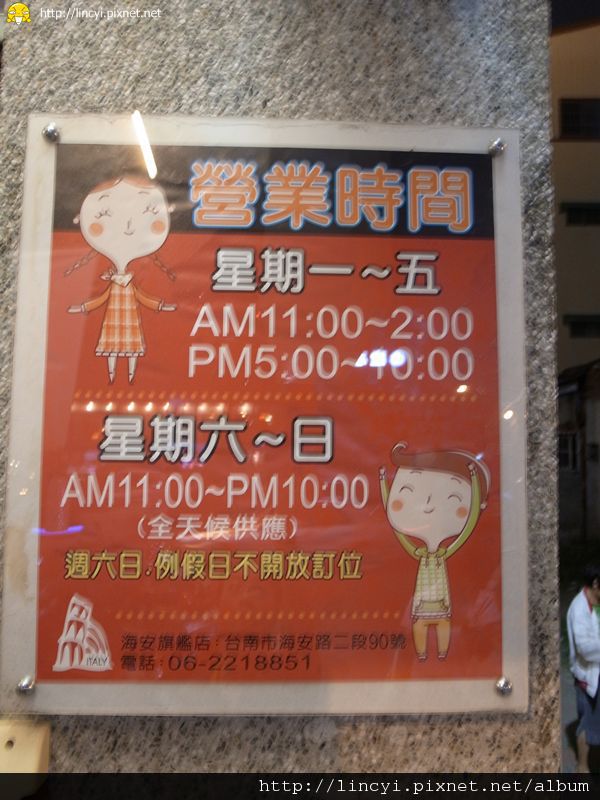 http://lincyi.pixnet.net
營業時間
星期一~五
AM11:00~2:00
PM5:00~10:00
星期六~日
AM11:00~PM10:00
(全天候供應)
週六日.例假日不開放訂位
ITALY
海安旗艦店:台南市海安路二段90號
電話:06-2218851
http://lincyi.pixnet.net/album